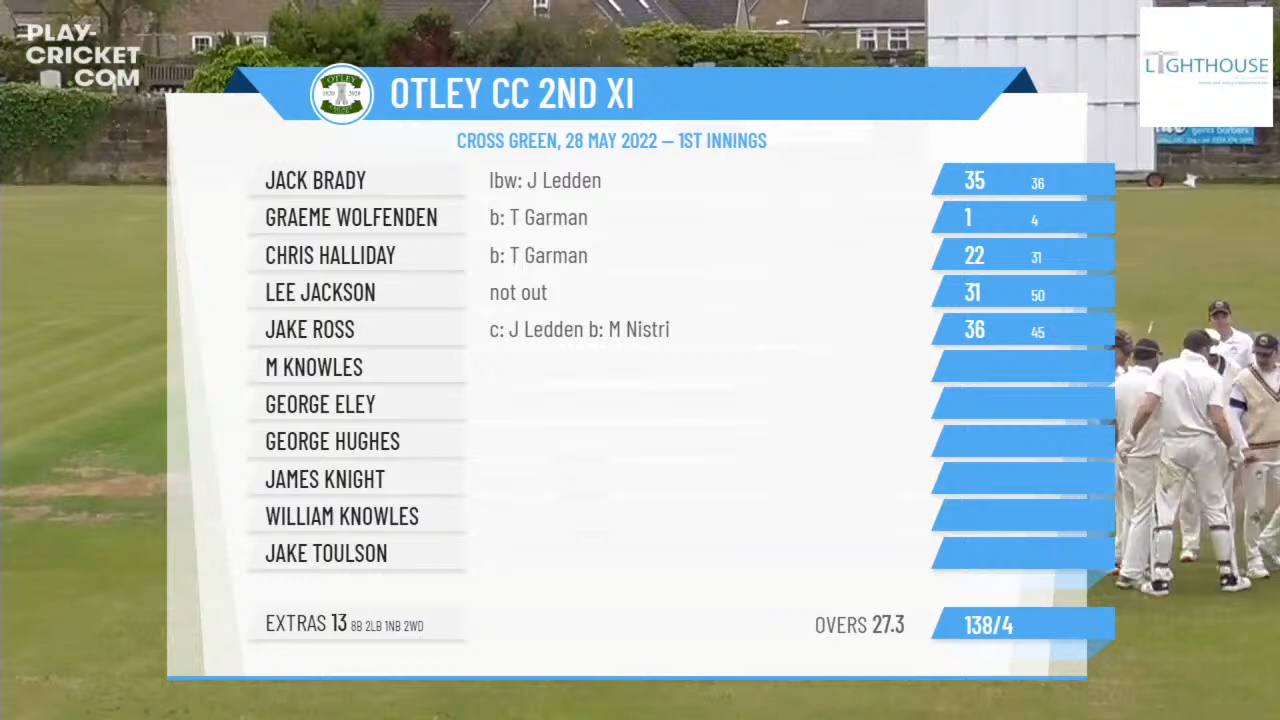 PLAY-
CRICKET
.COM
OTLEY CC 2ND XI
OTLEY
LIGHTHOUSE
gents barbers
CROSS GREEN, 28 MAY 2022 – 1ST INNINGS
JACK BRADY lbw: J Ledden 35 36
GRAEME WOLFENDEN b: T Garman 1 4
CHRIS HALLIDAY b: T Garman 22 31
LEE JACKSON not out 31 50
JAKE ROSS c: J Ledden b: M Nistri 36 45
M KNOWLES
GEORGE ELEY
GEORGE HUGHES
JAMES KNIGHT
WILLIAM KNOWLES
JAKE TOULSON
EXTRAS 13 8B 2LB 1NB 2WD OVERS 27.3 138/4